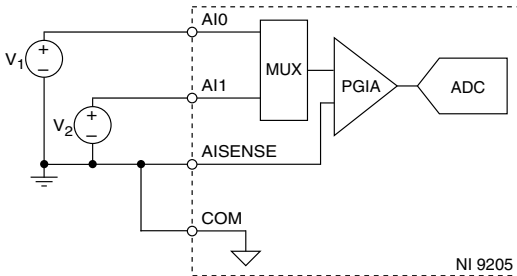 AI0
V1
+
–
MUX
PGIA
ADC
AI1
V2
+
–
AISENSE
COM
NI 9205